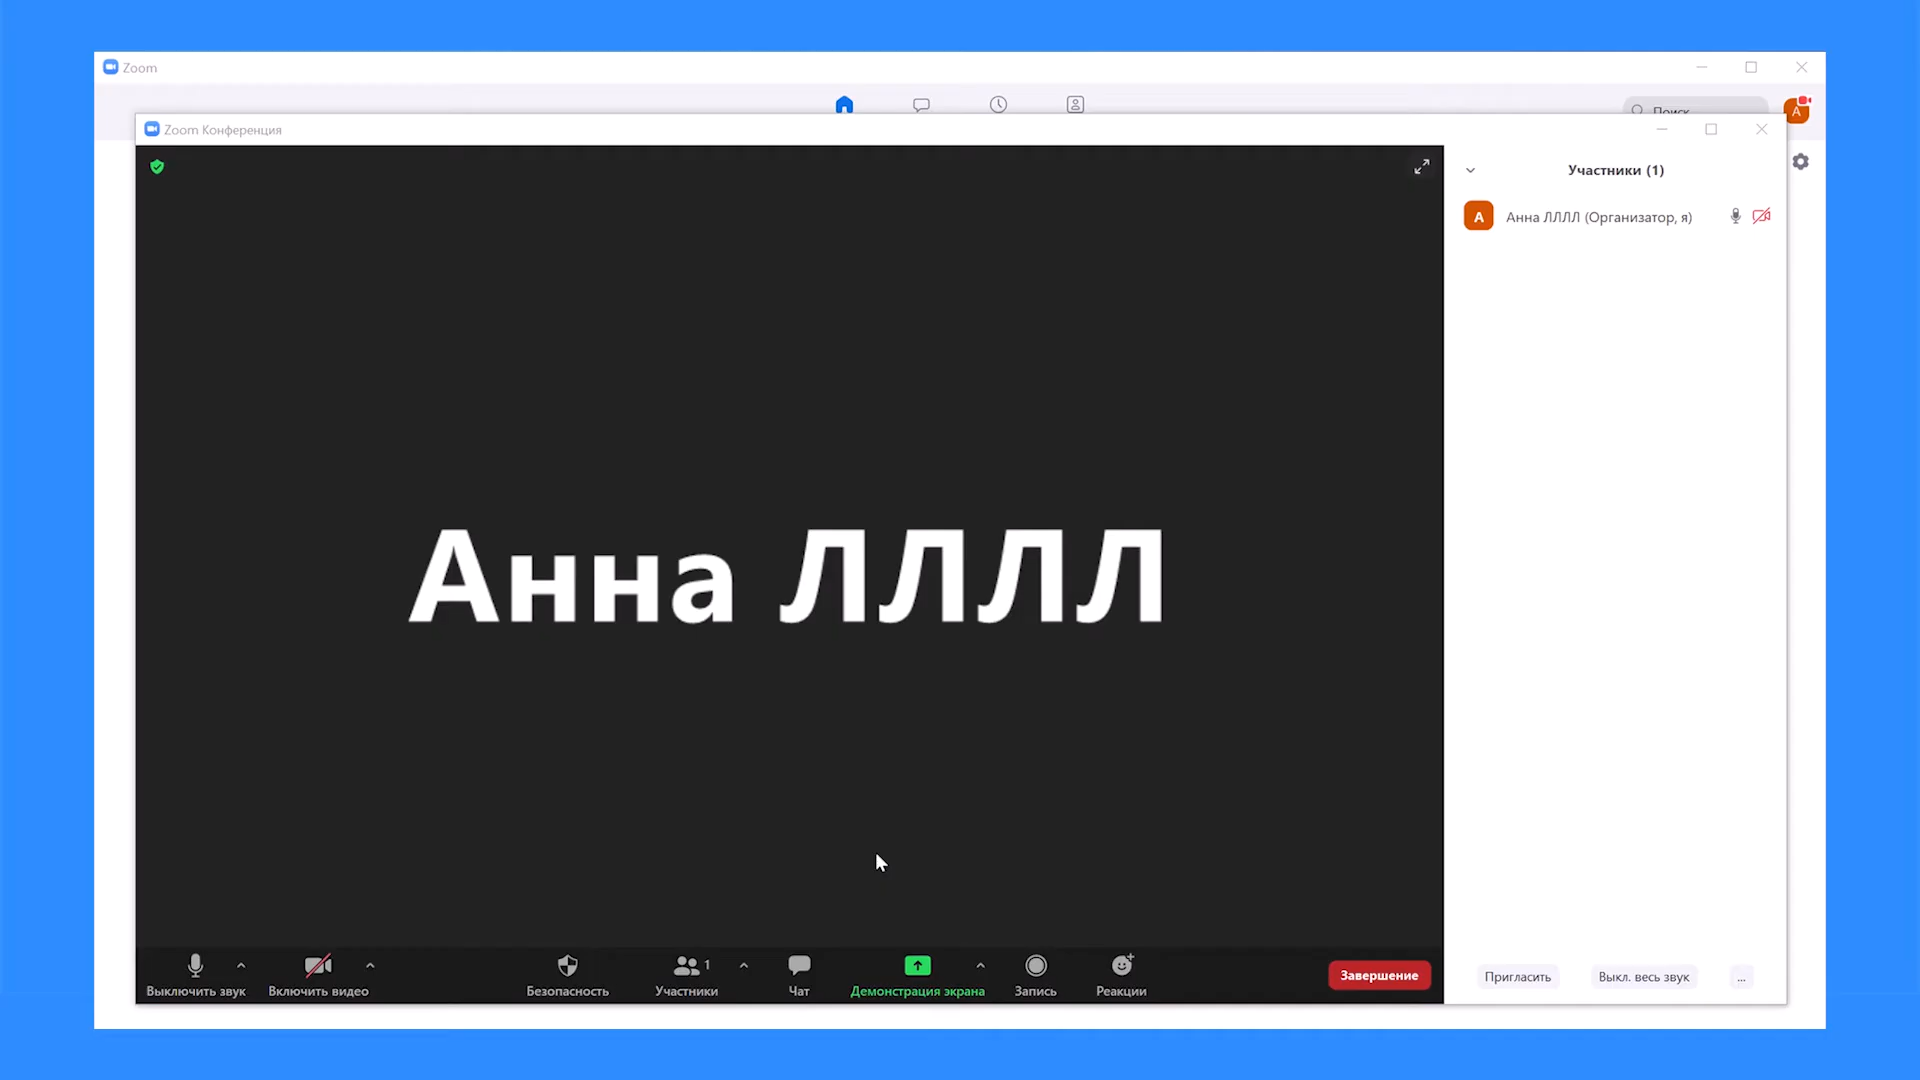 Zoom
Поиск
A
Zoom Конференция
Участники (1)
А Анна ЛЛЛЛ (Организатор, я)
Анна ЛЛЛЛ
Выключить звук
Включить видео
Безопасность
1
Участники
Чат
Демонстрация экрана
Запись
Реакции
Завершение
Пригласить
Выкл. весь звук
...